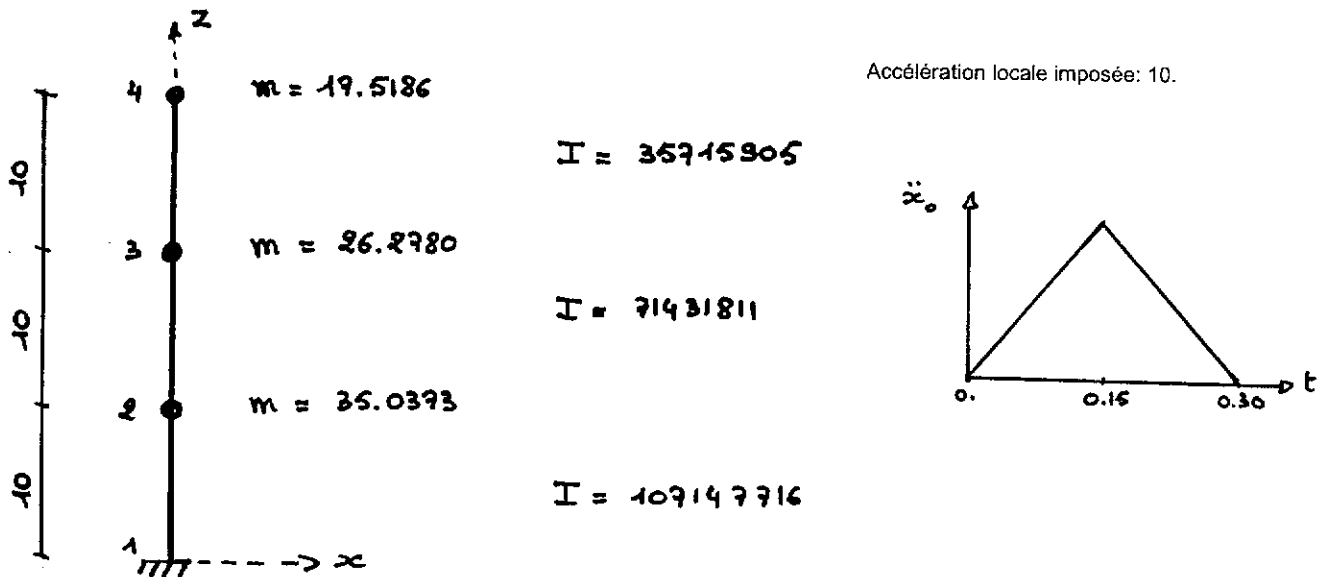 z
Accélération locale imposée: 10.
4
m = 19.5186
10
I = 35715905
ẍ₀
3
m = 26.2780
10
I = 71431811
t
0.
0.15
0.30
2
m = 35.0373
10
I = 107147716
1
x